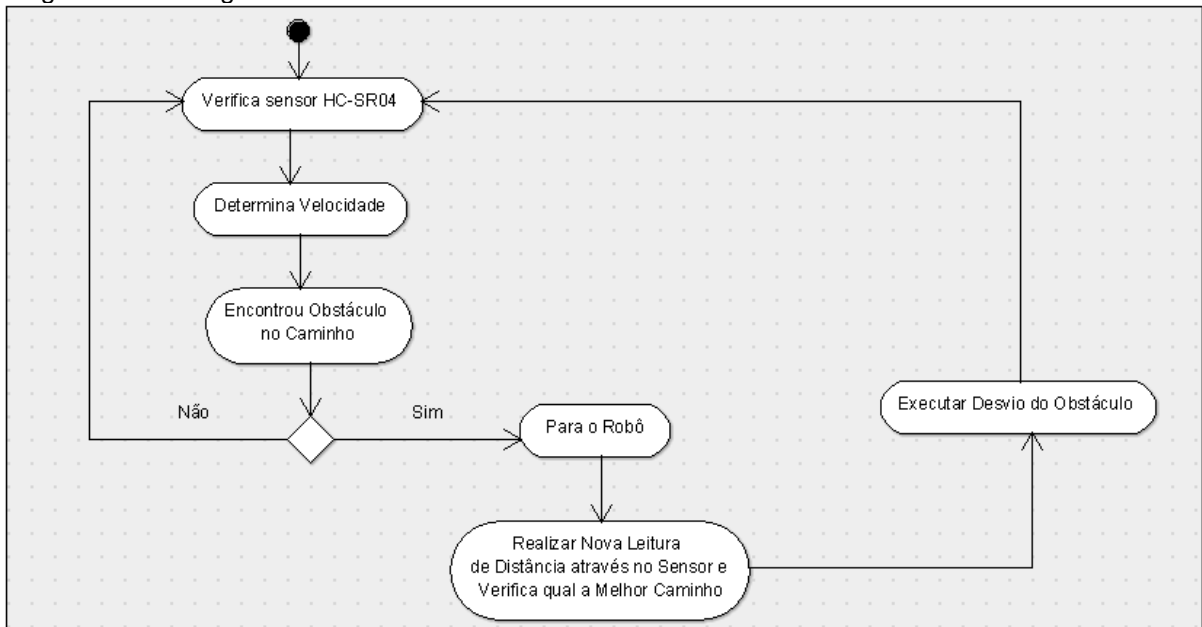 Verifica sensor HC-SR04
Determina Velocidade
Encontrou Obstáculo
no Caminho
Não
Sim
Para o Robô
Executar Desvio do Obstáculo
Realizar Nova Leitura
de Distância através no Sensor e
Verifica qual a Melhor Caminho